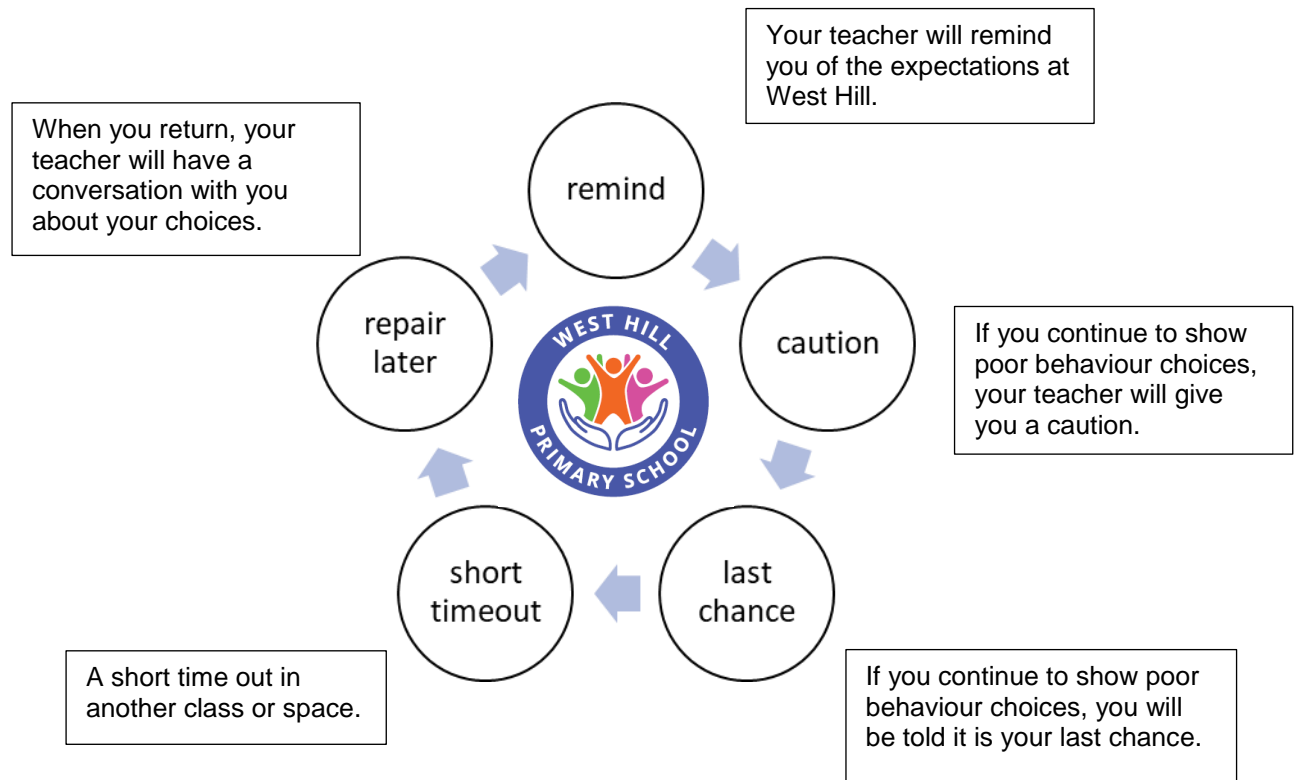 Your teacher will remind
you of the expectations at
West Hill.
remind
caution
If you continue to show
poor behaviour choices,
your teacher will give
you a caution.
last
chance
If you continue to show poor
behaviour choices, you will
be told it is your last chance.
short
timeout
A short time out in
another class or space.
repair
later
When you return, your
teacher will have a
conversation with you
about your choices.
WEST HILL
PRIMARY SCHOOL